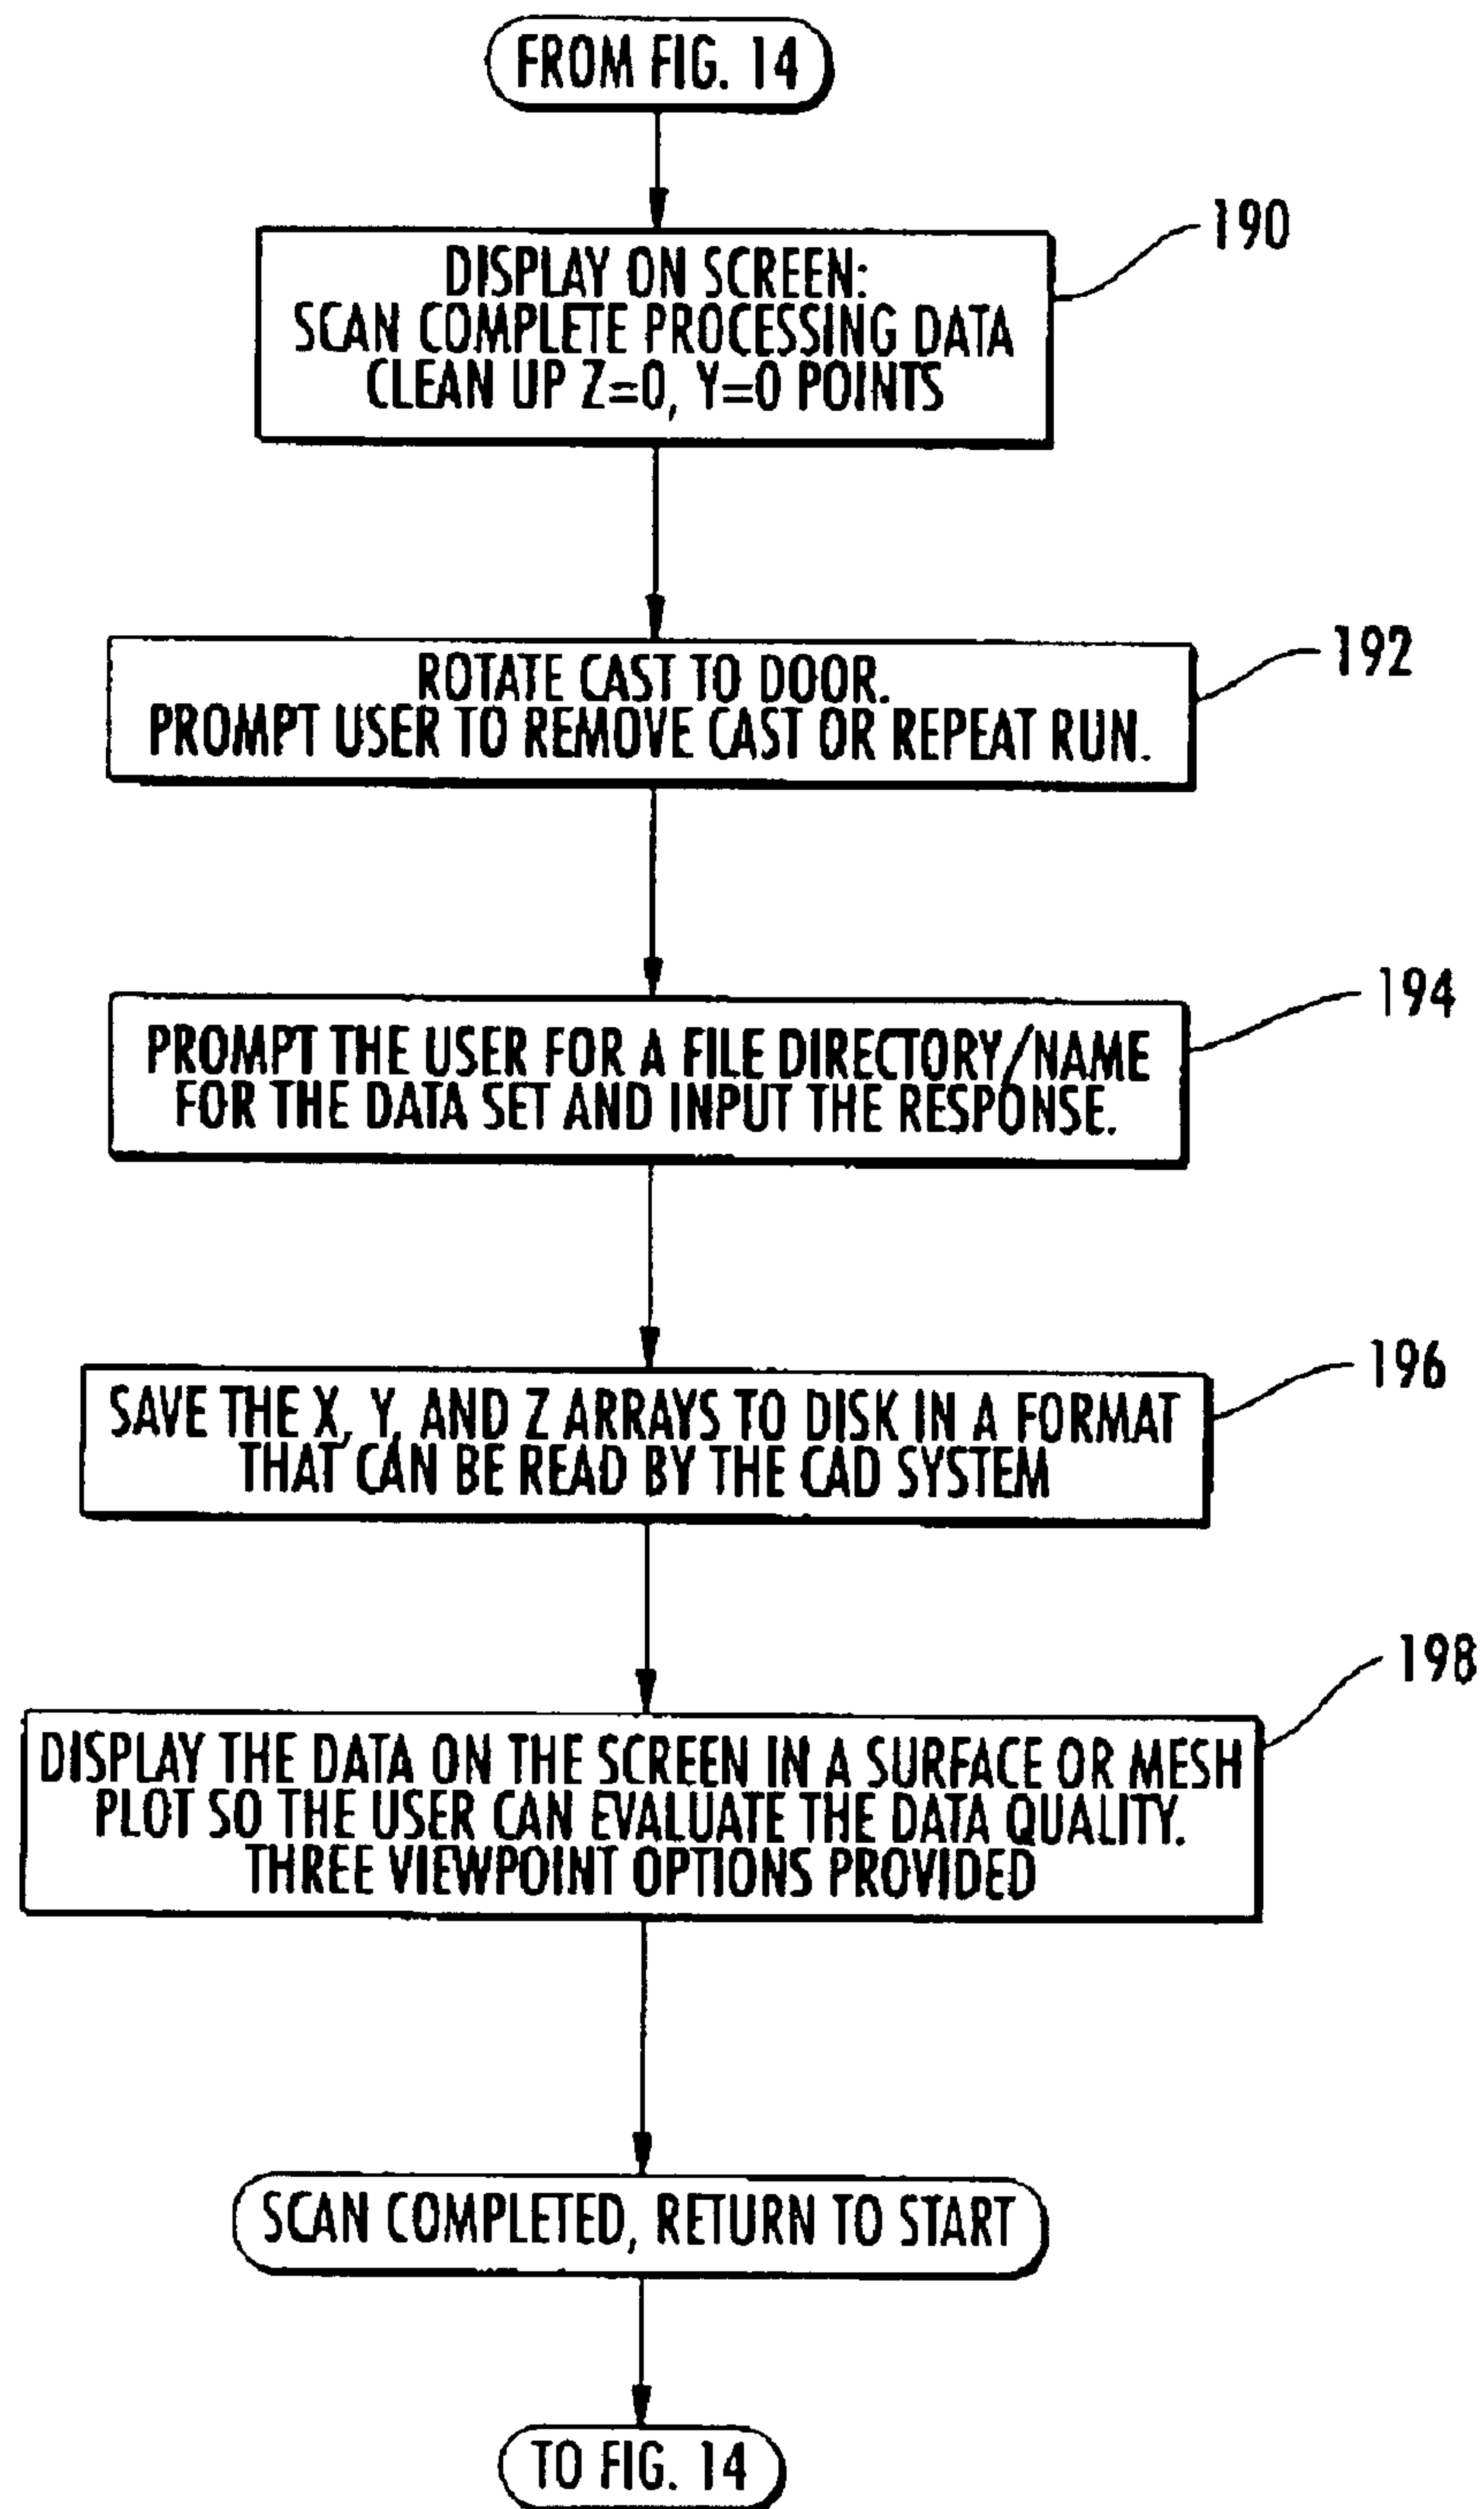 FROM FIG. 14
190
DISPLAY ON SCREEN:
SCAN COMPLETE PROCESSING DATA
CLEAN UP Z=0, Y=0 POINTS
192
ROTATE CAST TO DOOR.
PROMPT USER TO REMOVE CAST OR REPEAT RUN.
194
PROMPT THE USER FOR A FILE DIRECTORY/NAME
FOR THE DATA SET AND INPUT THE RESPONSE.
196
SAVE THE X, Y, AND Z ARRAYS TO DISK IN A FORMAT
THAT CAN BE READ BY THE CAD SYSTEM
198
DISPLAY THE DATA ON THE SCREEN IN A SURFACE OR MESH
PLOT SO THE USER CAN EVALUATE THE DATA QUALITY.
THREE VIEWPOINT OPTIONS PROVIDED
SCAN COMPLETED, RETURN TO START
TO FIG. 14